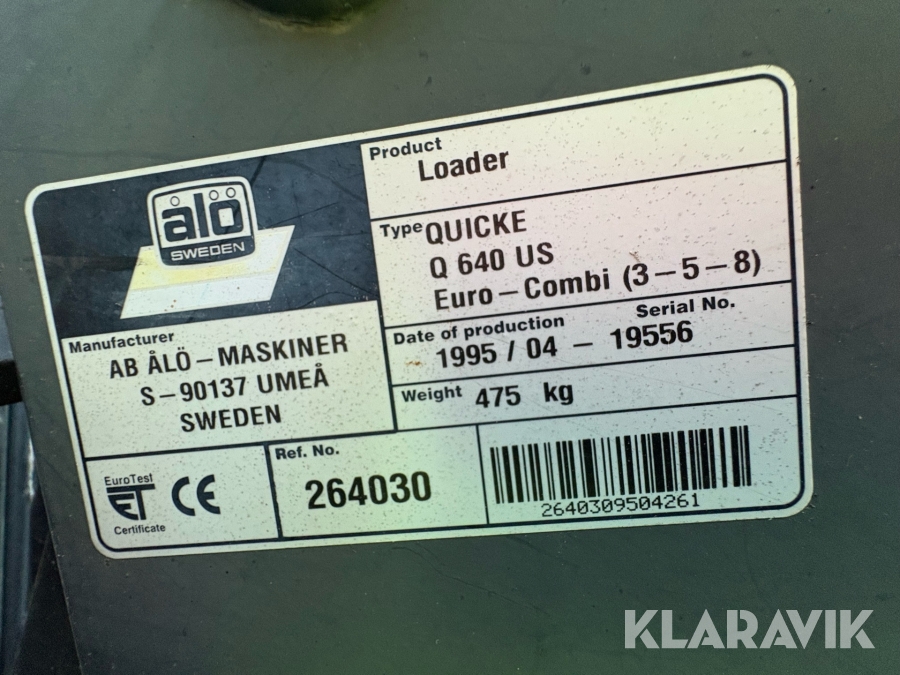 ålö
SWEDEN
Product
Loader
Type QUICKE
Q 640 US
Euro-Combi (3-5-8)
Manufacturer
AB ÅLÖ-MASKINER
S-90137 UMEÅ
SWEDEN
Date of production Serial No.
1995 / 04 - 19556
Weight 475 kg
EuroTest
ET
Certificate
CE
Ref. No.
264030
2640309504261
KLARAVIK